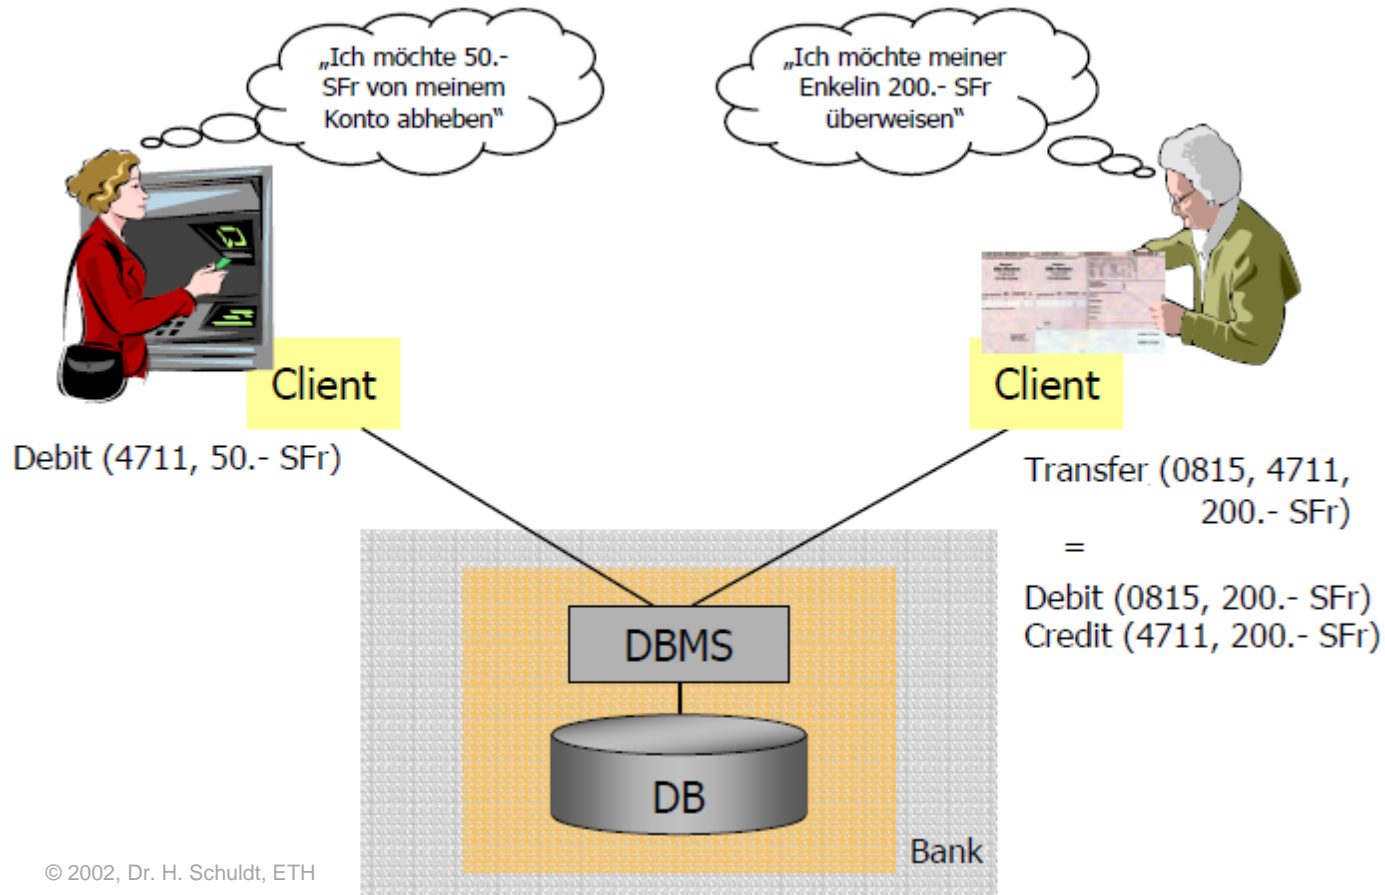 „Ich möchte 50.-
SFr von meinem
Konto abheben“
„Ich möchte meiner
Enkelin 200.- SFr
überweisen“
Client
Client
Debit (4711, 50.- SFr)
Transfer (0815, 4711,
200.- SFr)
=
Debit (0815, 200.- SFr)
Credit (4711, 200.- SFr)
DBMS
DB
Bank
© 2002, Dr. H. Schuldt, ETH